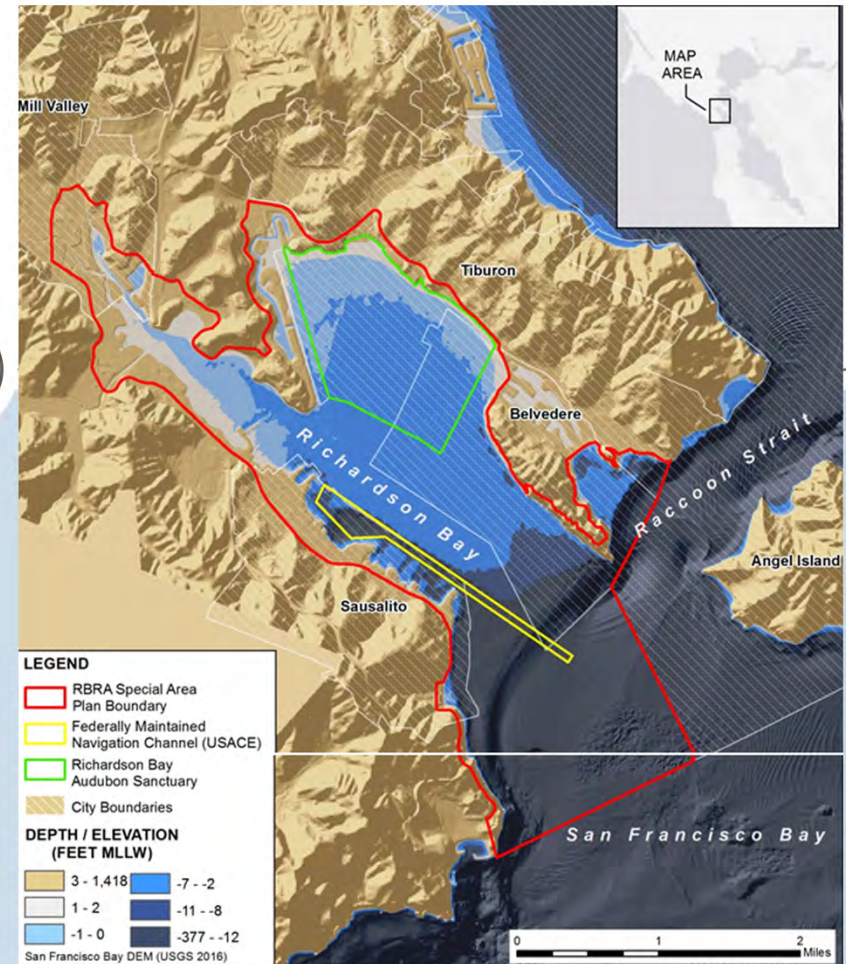 MAP
AREA
Mill Valley
Tiburon
Belvedere
Richardson Bay
Raccoon Strait
Angel Island
Sausalito
San Francisco Bay
LEGEND
RBRA Special Area
Plan Boundary
Federally Maintained
Navigation Channel (USACE)
Richardson Bay
Audubon Sanctuary
City Boundaries
DEPTH / ELEVATION
(FEET MLLW)
3 - 1,418
-7 - -2
1 - 2
-11 - -8
-1 - 0
-377 - -12
San Francisco Bay DEM (USGS 2016)
0 1 2
Miles